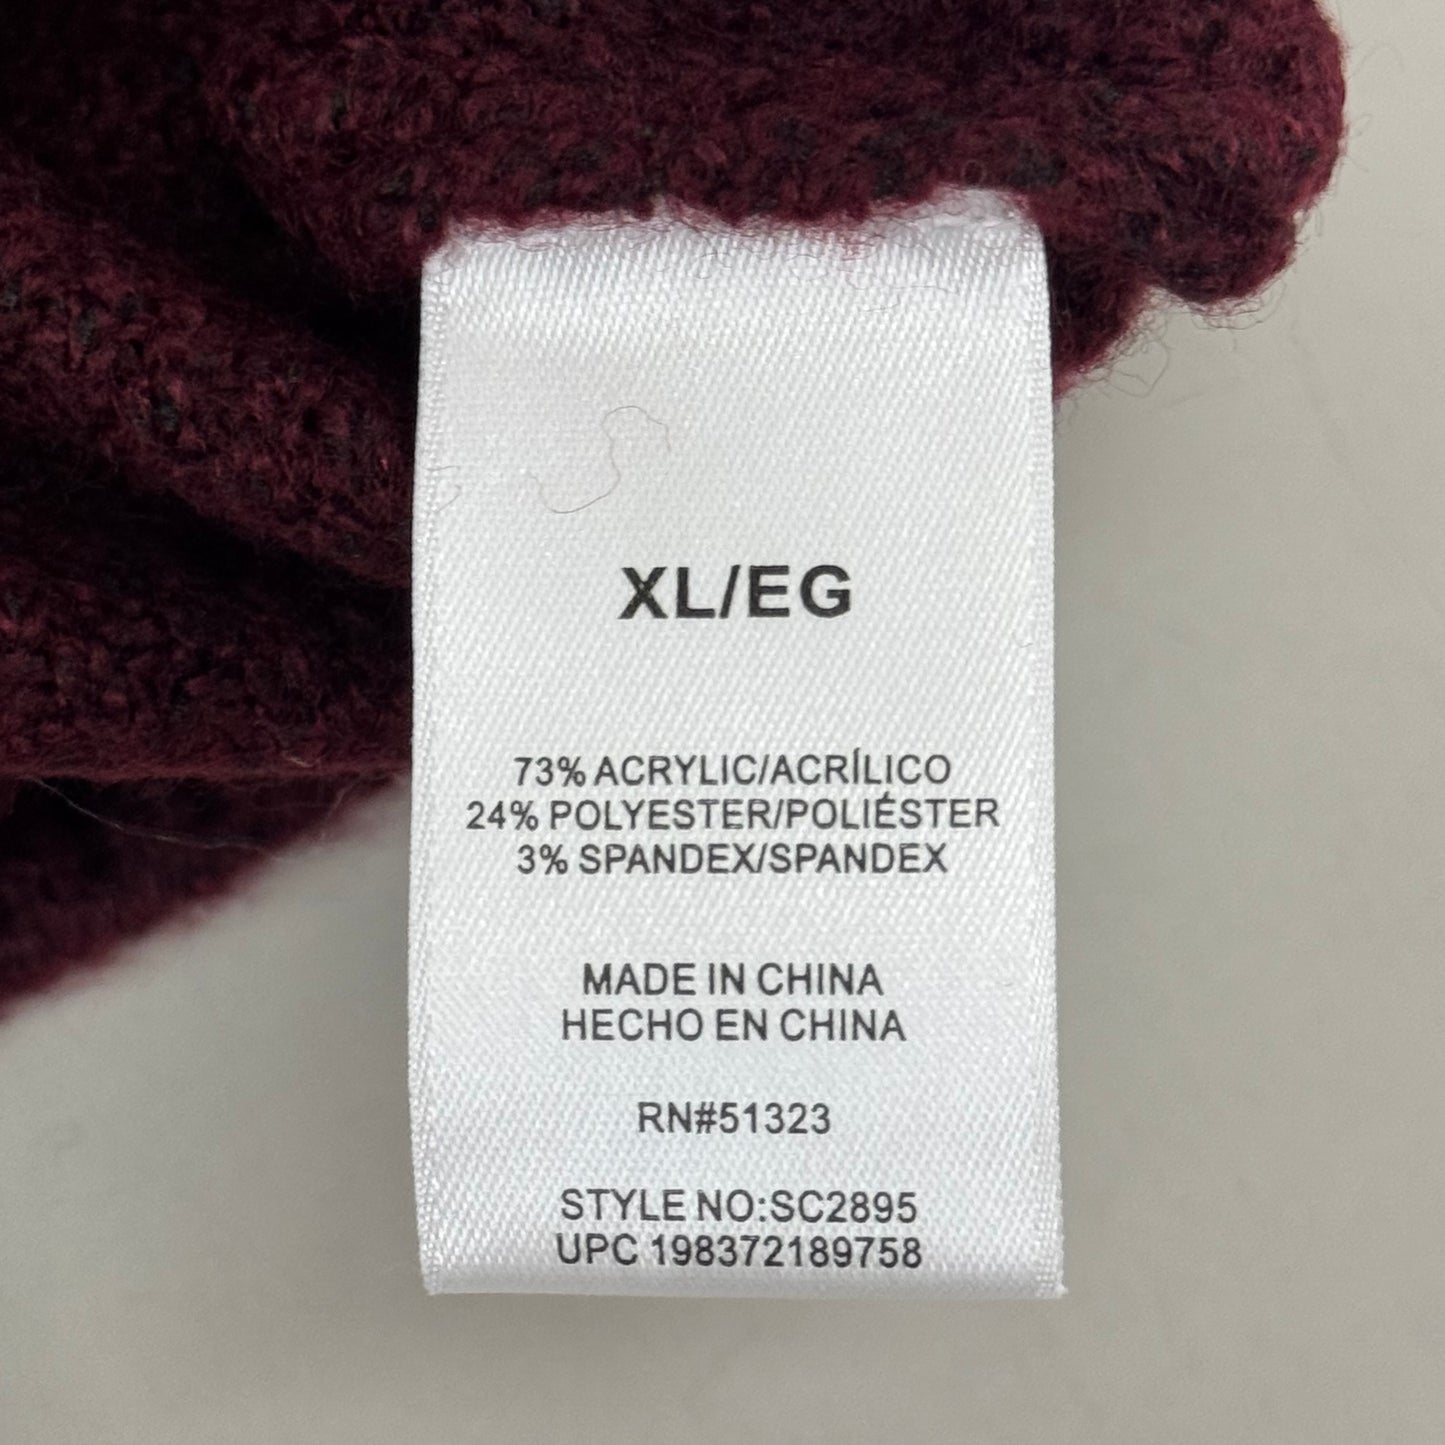 XL/EG
73% ACRYLIC/ACRÍLICO
24% POLYESTER/POLIÉSTER
3% SPANDEX/SPANDEX
MADE IN CHINA
HECHO EN CHINA
RN#51323
STYLE NO:SC2895
UPC 198372189758